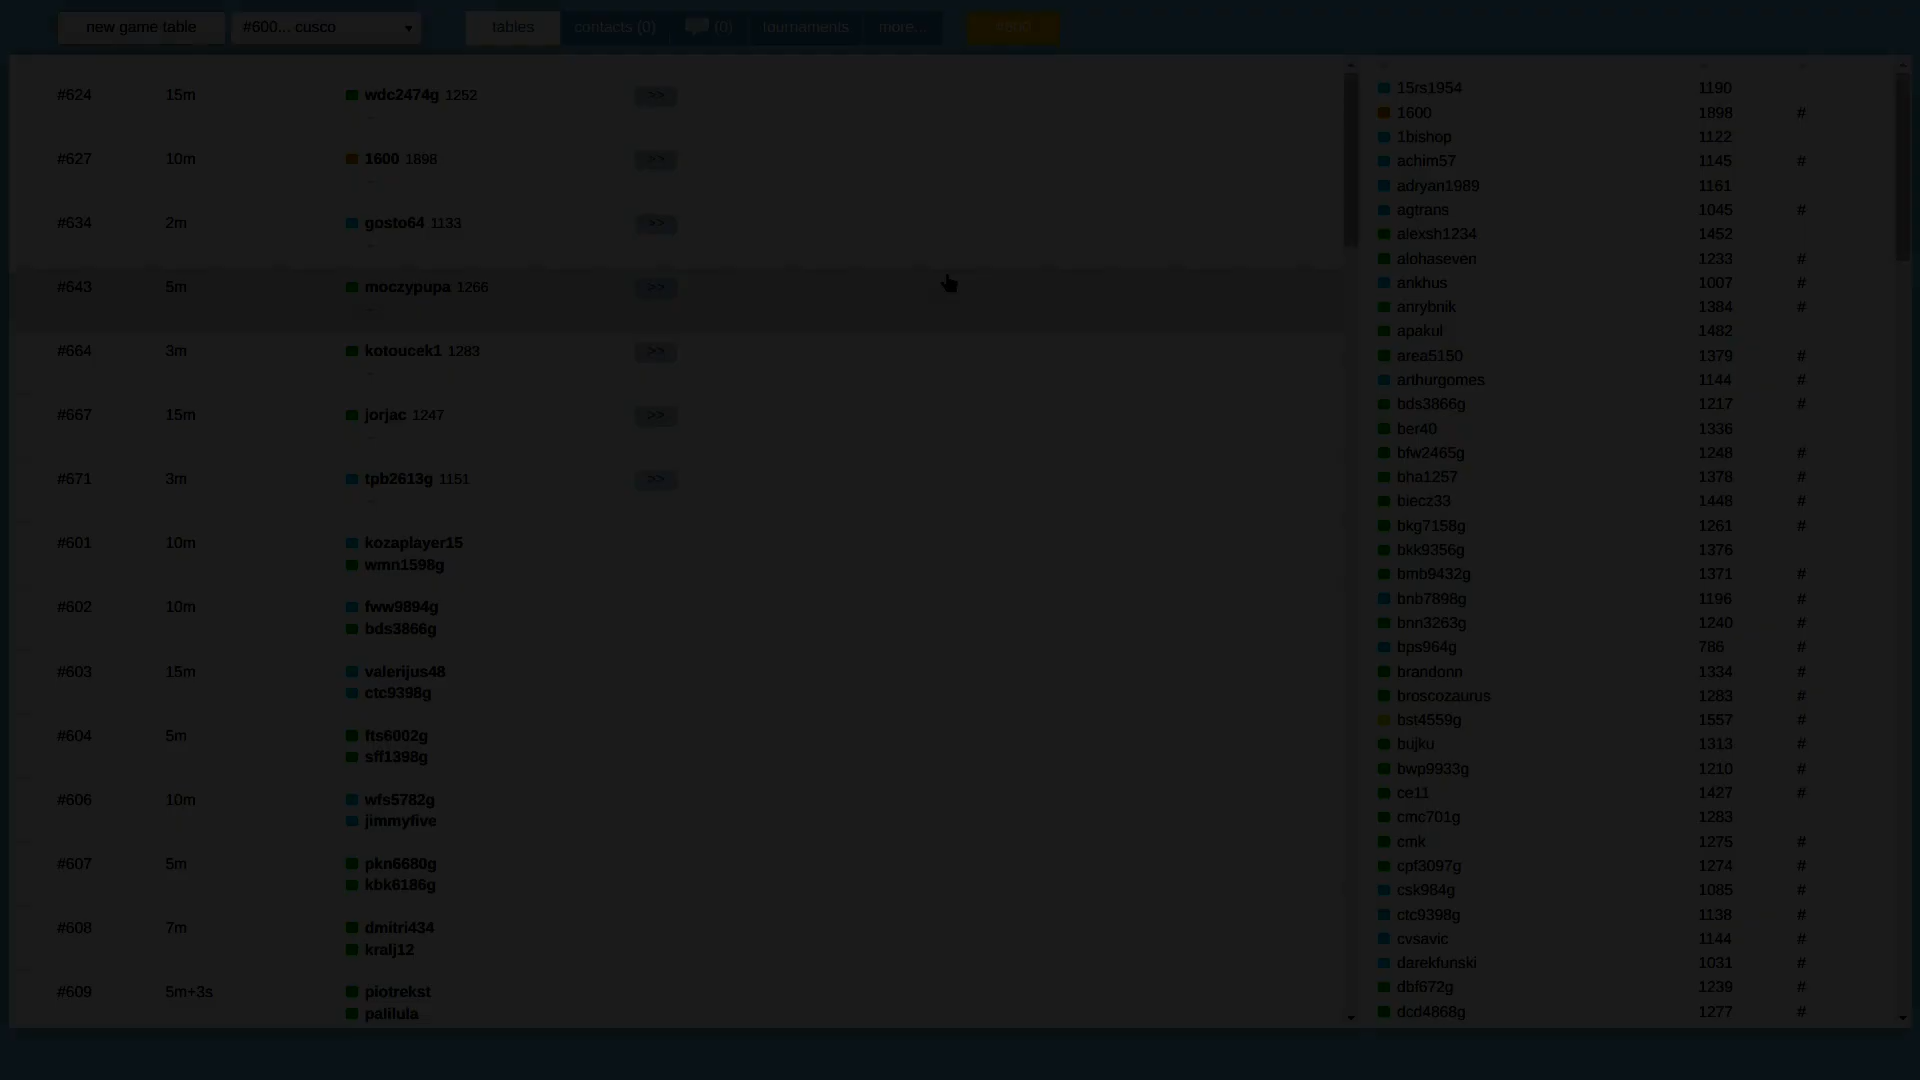 new game table #600... cusco tables contacts (0) (0) tournaments more... #600
#624 15m wdc2474g 1252 >>
--
#627 10m 1600 1898 >>
--
#634 2m gosto64 1133 >>
--
#643 5m moczypupa 1266 >>
--
#664 3m kotoucek1 1283 >>
--
#667 15m jorjac 1247 >>
--
#671 3m tpb2613g 1151 >>
--
#601 10m kozaplayer15
wmn1598g
#602 10m fww9894g
bds3866g
#603 15m valerijus48
ctc9398g
#604 5m fts6002g
sff1398g
#606 10m wfs5782g
jimmyfive
#607 5m pkn6680g
kbk6186g
#608 7m dmitri434
kralj12
#609 5m+3s piotrekst
palilula
15rs1954 1190
1600 1898 #
1bishop 1122
achim57 1145 #
adryan1989 1161
agtrans 1045 #
alexsh1234 1452
alohaseven 1233 #
ankhus 1007 #
anrybnik 1384 #
apakul 1482
area5150 1379 #
arthurgomes 1144 #
bds3866g 1217 #
ber40 1336
bfw2465g 1248 #
bha1257 1378 #
biecz33 1448 #
bkg7158g 1261 #
bkk9356g 1376
bmb9432g 1371 #
bnb7898g 1196 #
bnn3263g 1240 #
bps964g 786 #
brandonn 1334 #
broscozaurus 1283 #
bst4559g 1557 #
bujku 1313 #
bwp9933g 1210 #
ce11 1427 #
cmc701g 1283
cmk 1275 #
cpf3097g 1274 #
csk984g 1085 #
ctc9398g 1138 #
cvsavic 1144 #
darekfunski 1031 #
dbf672g 1239 #
dcd4868g 1277 #